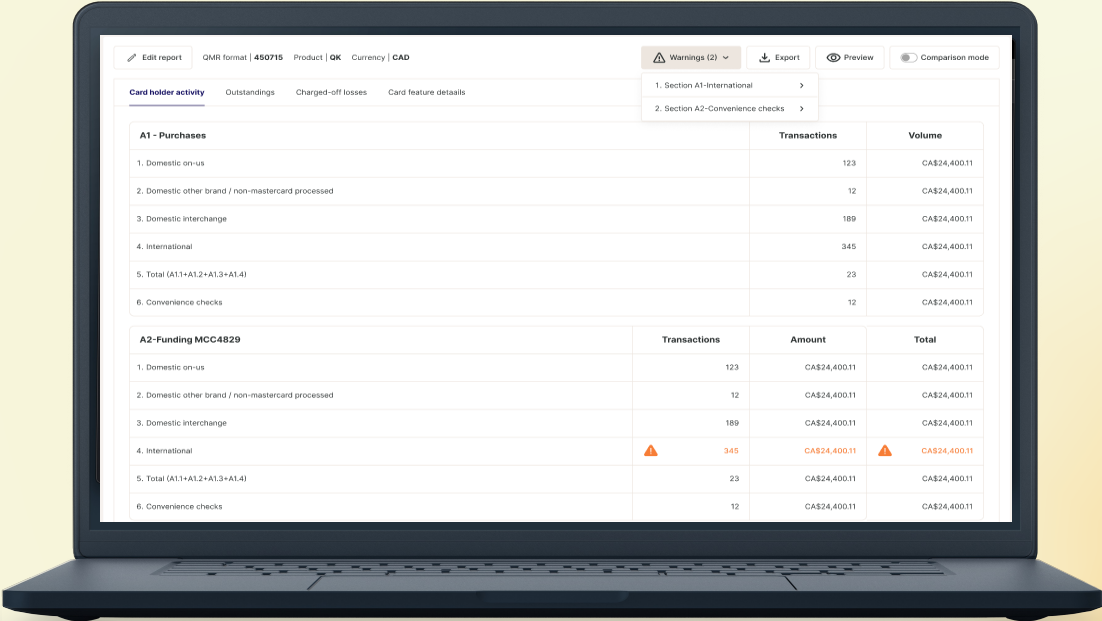 Edit report QMR format | 450715 Product | QK Currency | CAD Warnings (2) Export Preview Comparison mode
1. Section A1-International
2. Section A2-Convenience checks
Card holder activity Outstandings Charged-off losses Card feature detaails
A1 - Purchases Transactions Volume
1. Domestic on-us 123 CA$24,400.11
2. Domestic other brand / non-mastercard processed 12 CA$24,400.11
3. Domestic interchange 189 CA$24,400.11
4. International 345 CA$24,400.11
5. Total (A1.1+A1.2+A1.3+A1.4) 23 CA$24,400.11
6. Convenience checks 12 CA$24,400.11
A2-Funding MCC4829 Transactions Amount Total
1. Domestic on-us 123 CA$24,400.11 CA$24,400.11
2. Domestic other brand / non-mastercard processed 12 CA$24,400.11 CA$24,400.11
3. Domestic interchange 189 CA$24,400.11 CA$24,400.11
4. International 345 CA$24,400.11 CA$24,400.11
5. Total (A1.1+A1.2+A1.3+A1.4) 23 CA$24,400.11 CA$24,400.11
6. Convenience checks 12 CA$24,400.11 CA$24,400.11